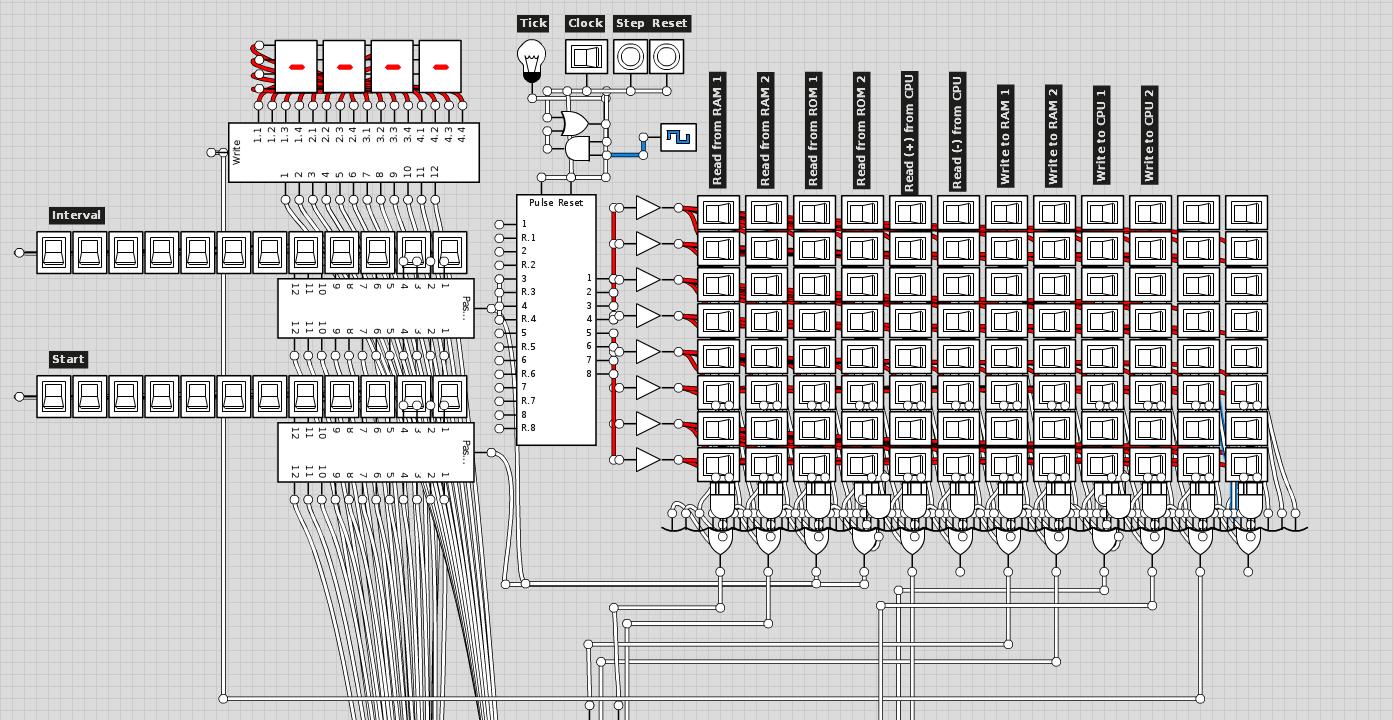 Tick
Clock
Step
Reset
Read from RAM 1
Read from RAM 2
Read from ROM 1
Read from ROM 2
Read (+) from CPU
Read (-) from CPU
Write to RAM 1
Write to RAM 2
Write to CPU 1
Write to CPU 2
Write
1.1 1.2 1.3 1.4 2.1 2.2 2.3 2.4 3.1 3.2 3.3 3.4 4.1 4.2 4.3 4.4
1 2 3 4 5 6 7 8 9 10 11 12
Interval
12 11 10 9 8 7 6 5 4 3 2 1
Pas...
12 11 10 9 8 7 6 5 4 3 2 1
Start
12 11 10 9 8 7 6 5 4 3 2 1
Pas...
12 11 10 9 8 7 6 5 4 3 2 1
Pulse Reset
1
R.1
2
R.2
3
R.3
4
R.4
5
R.5
6
R.6
7
R.7
8
R.8
1
2
3
4
5
6
7
8